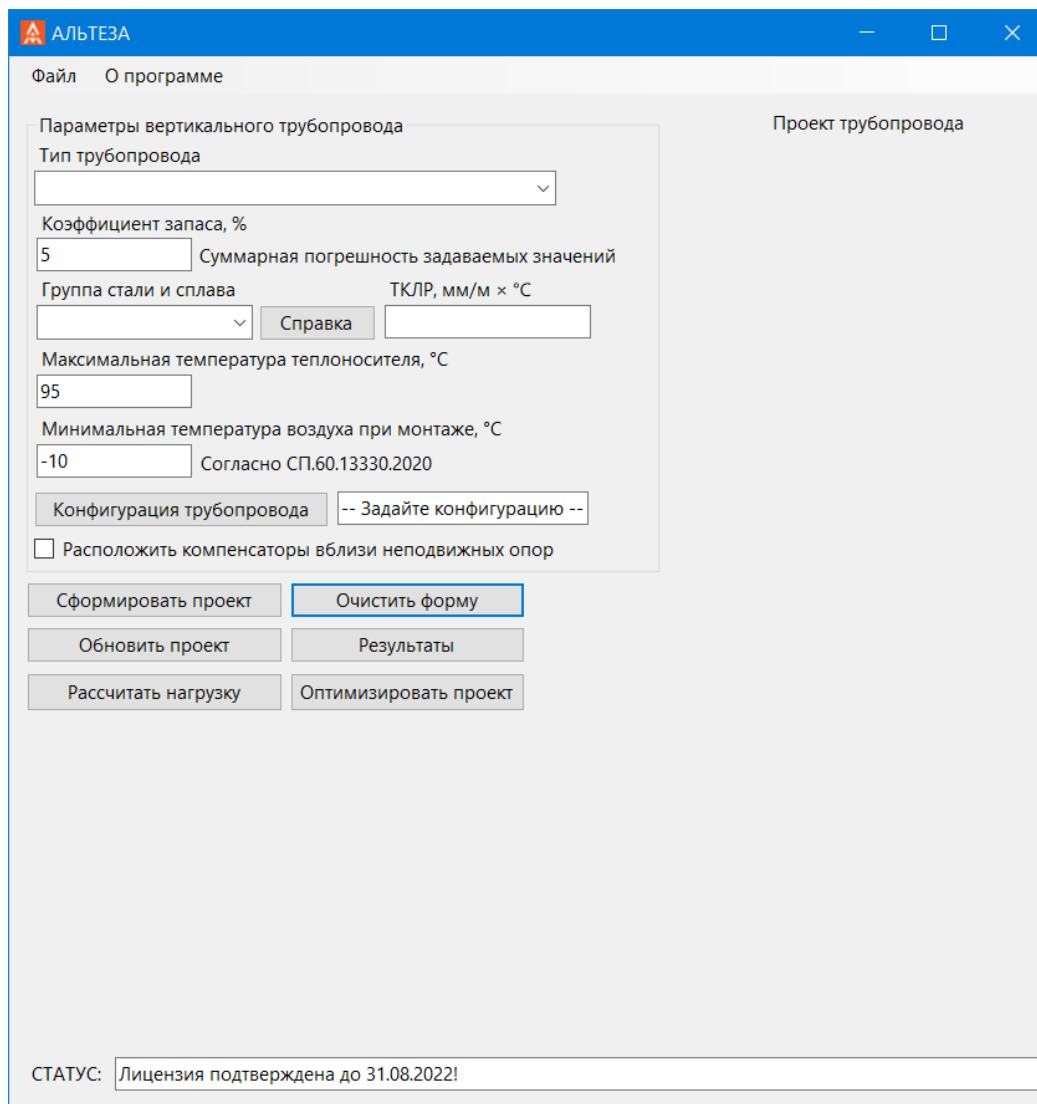 АЛЬТЕЗА
Файл О программе
Параметры вертикального трубопровода
Проект трубопровода
Тип трубопровода
Коэффициент запаса, %
5 Суммарная погрешность задаваемых значений
Группа стали и сплава ТКЛР, мм/м × °C
Справка
Максимальная температура теплоносителя, °C
95
Минимальная температура воздуха при монтаже, °C
-10 Согласно СП.60.13330.2020
Конфигурация трубопровода -- Задайте конфигурацию --
Расположить компенсаторы вблизи неподвижных опор
Сформировать проект Очистить форму
Обновить проект Результаты
Рассчитать нагрузку Оптимизировать проект
СТАТУС: Лицензия подтверждена до 31.08.2022!